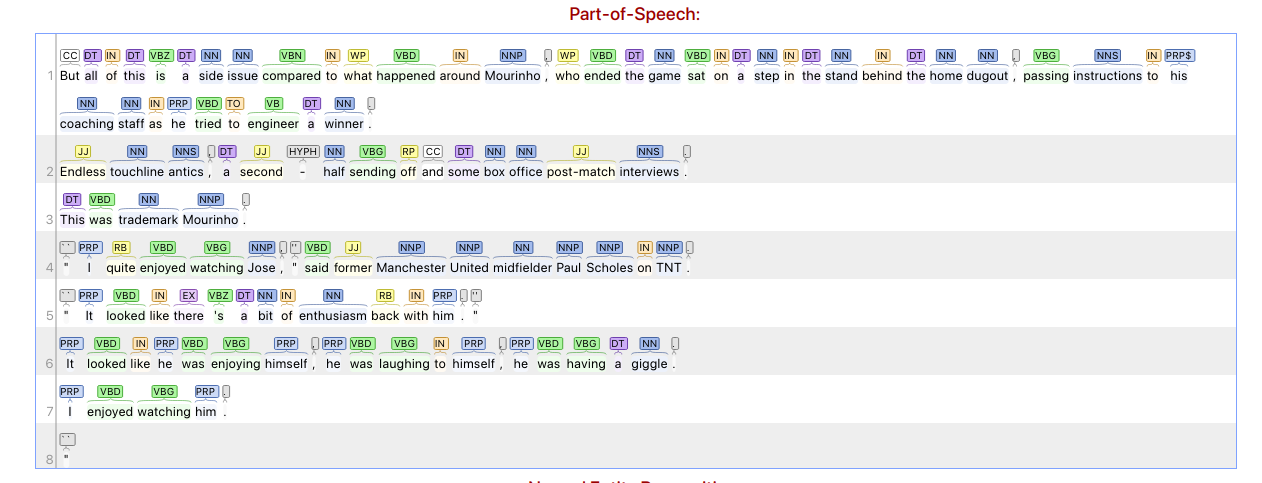 Part-of-Speech:
CC DT IN DT VBZ DT NN NN VBN IN WP VBD IN NNP , WP VBD DT NN VBD IN DT NN IN DT NN IN DT NN NN , VBG NNS IN PRP$
1 But all of this is a side issue compared to what happened around Mourinho , who ended the game sat on a step in the stand behind the home dugout , passing instructions to his
NN NN IN PRP VBD TO VB DT NN .
coaching staff as he tried to engineer a winner .
JJ NN NNS , DT JJ HYPH NN VBG RP CC DT NN NN JJ NNS .
2 Endless touchline antics , a second - half sending off and some box office post-match interviews .
DT VBD NN NNP .
3 This was trademark Mourinho .
`` PRP RB VBD VBG NNP , '' VBD JJ NNP NNP NN NNP NNP IN NNP .
4 " I quite enjoyed watching Jose , " said former Manchester United midfielder Paul Scholes on TNT .
`` PRP VBD IN EX VBZ DT NN IN NN RB IN PRP . ''
5 " It looked like there 's a bit of enthusiasm back with him . "
PRP VBD IN PRP VBD VBG PRP , PRP VBD VBG IN PRP , PRP VBD VBG DT NN .
6 It looked like he was enjoying himself , he was laughing to himself , he was having a giggle .
PRP VBD VBG PRP .
7 I enjoyed watching him .
``
8 "